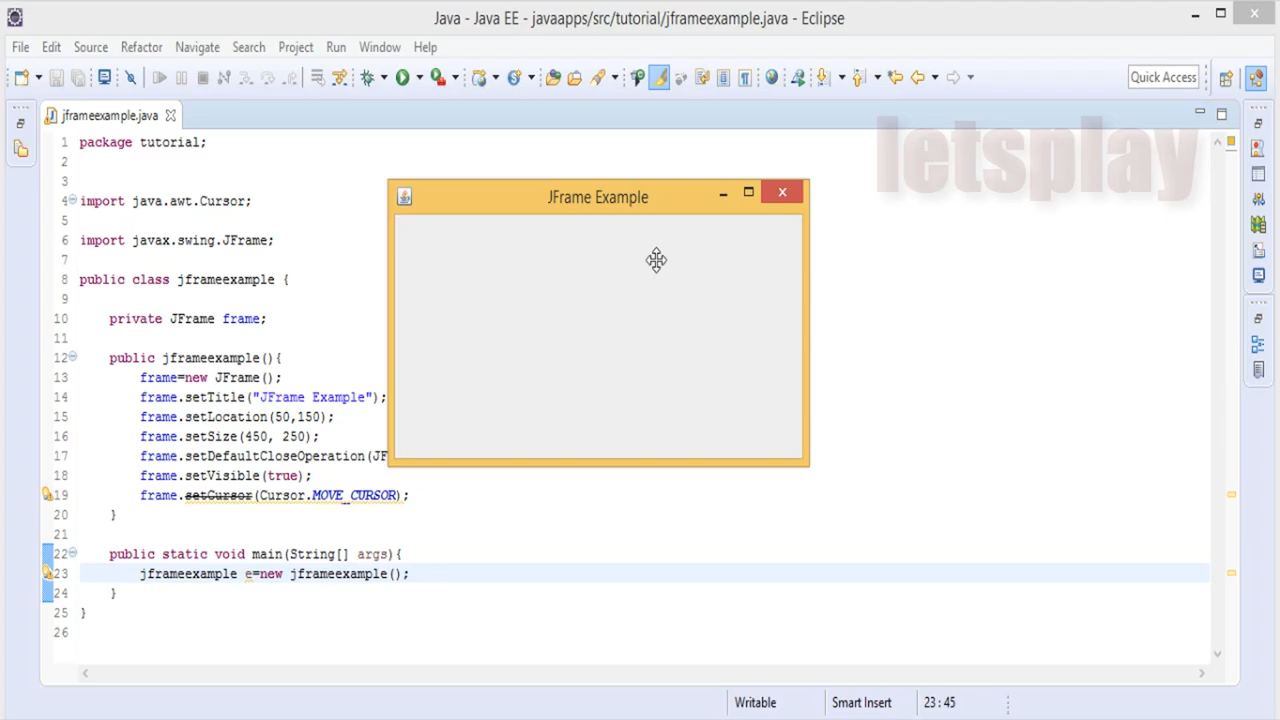 Java - Java EE - javaapps/src/tutorial/jframeexample.java - Eclipse
File Edit Source Refactor Navigate Search Project Run Window Help
Quick Access
jframeexample.java
letsplay
JFrame Example
1 package tutorial;
2
3
4 import java.awt.Cursor;
5
6 import javax.swing.JFrame;
7
8 public class jframeexample {
9
10 private JFrame frame;
11
12 public jframeexample(){
13 frame=new JFrame();
14 frame.setTitle("JFrame Example");
15 frame.setLocation(50,150);
16 frame.setSize(450, 250);
17 frame.setDefaultCloseOperation(JF
18 frame.setVisible(true);
19 frame.setCursor(Cursor.MOVE_CURSOR);
20 }
21
22 public static void main(String[] args){
23 jframeexample e=new jframeexample();
24 }
25 }
26
Writable Smart Insert 23 : 45